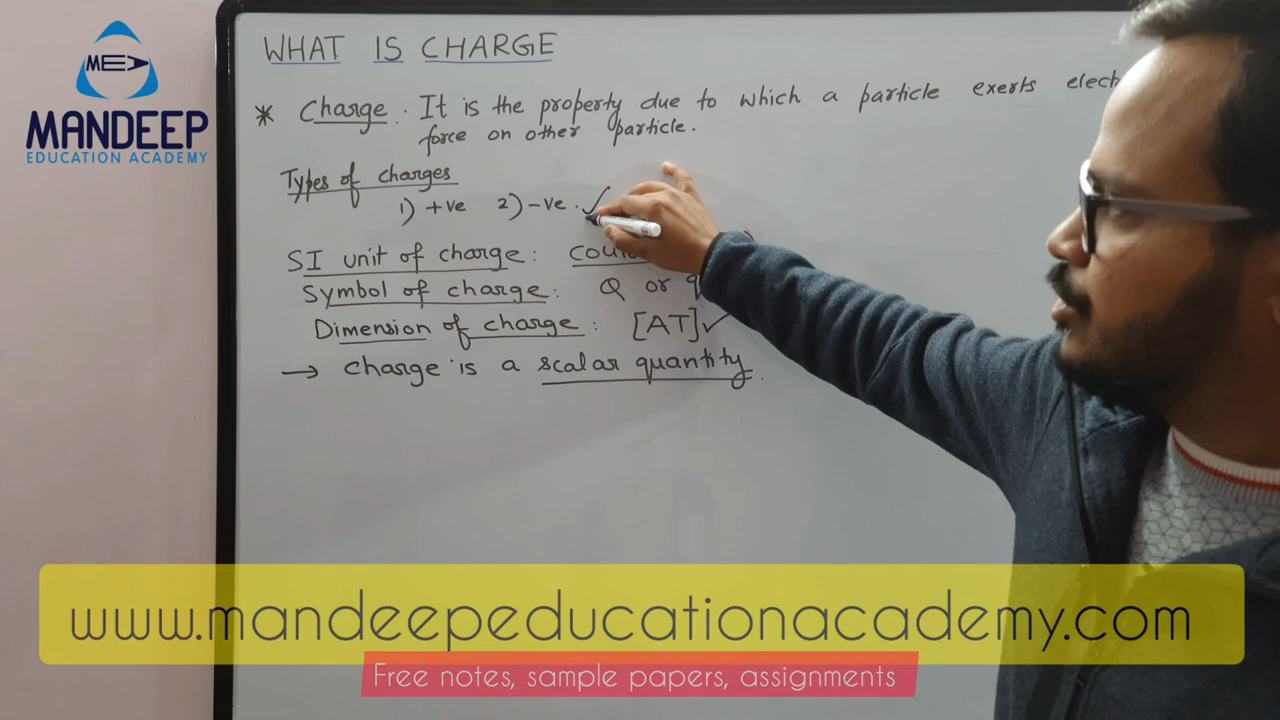 MEA
MANDEEP
EDUCATION ACADEMY
WHAT IS CHARGE
* Charge. It is the property due to which a particle exerts
force on other particle.
Types of charges
1) +ve 2) -ve. ✓
SI unit of charge:
Symbol of charge: Q or q
Dimension of charge: [AT] ✓
→ Charge is a scalar quantity.
www.mandeepeducationacademy.com
Free notes, sample papers, assignments